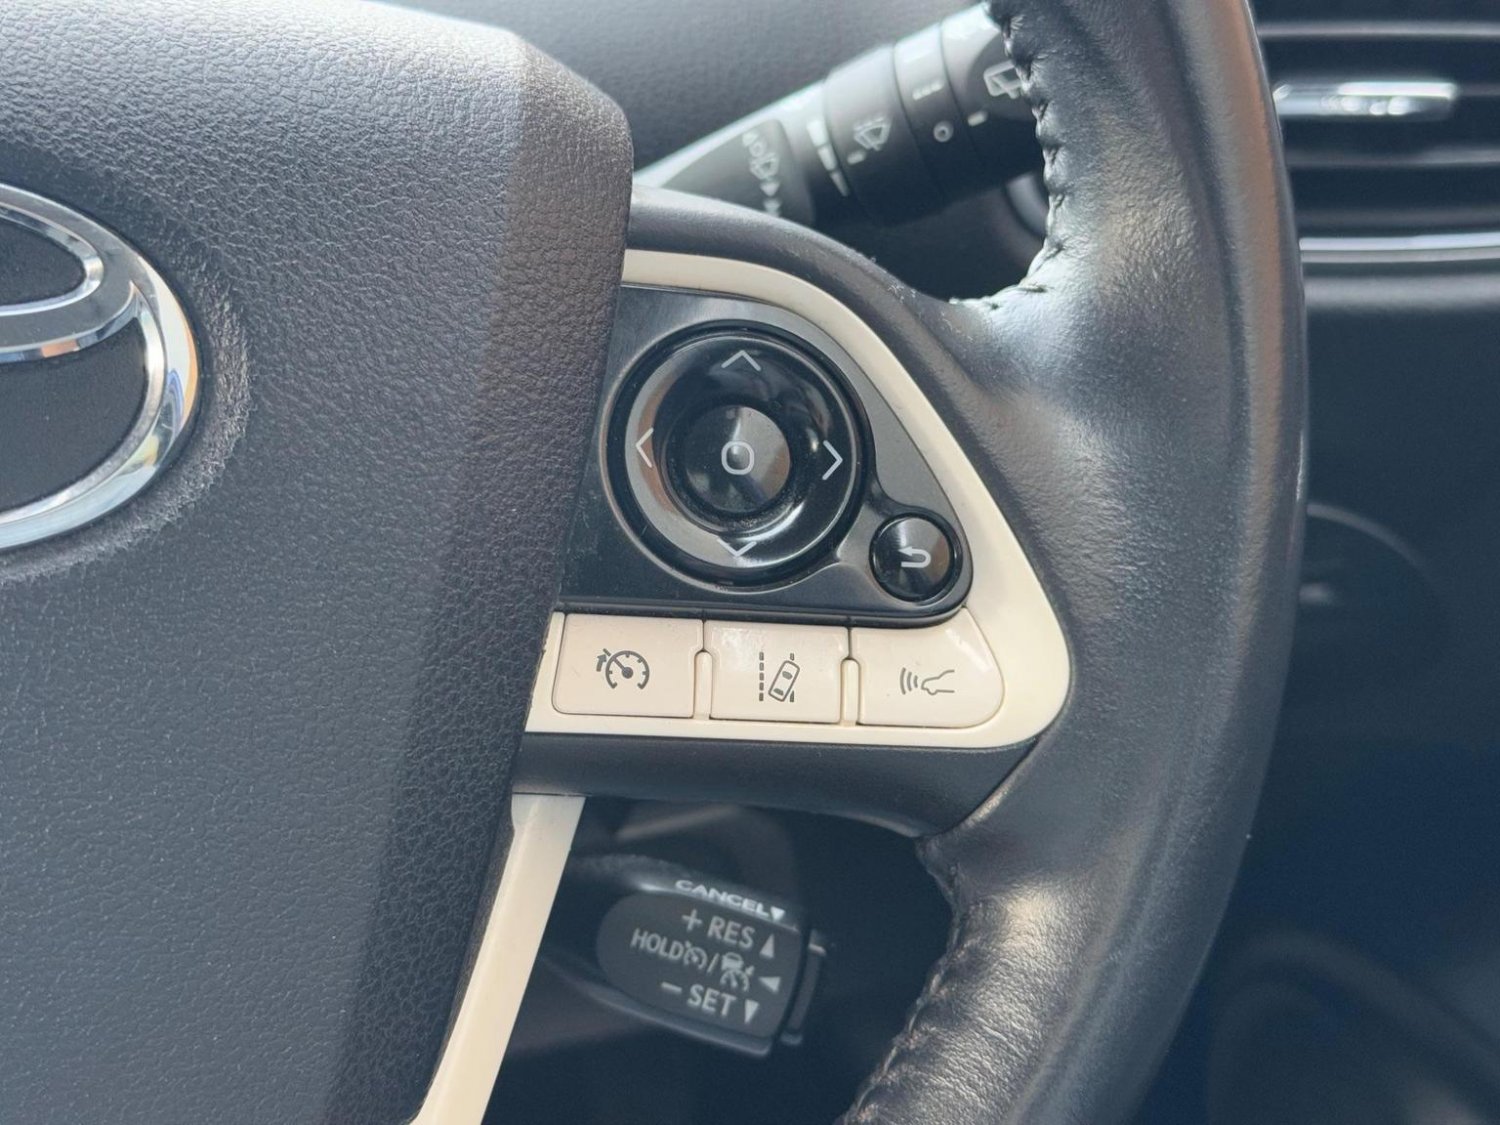 CANCEL▼
+ RES ▲
HOLD / ◀
− SET ▼